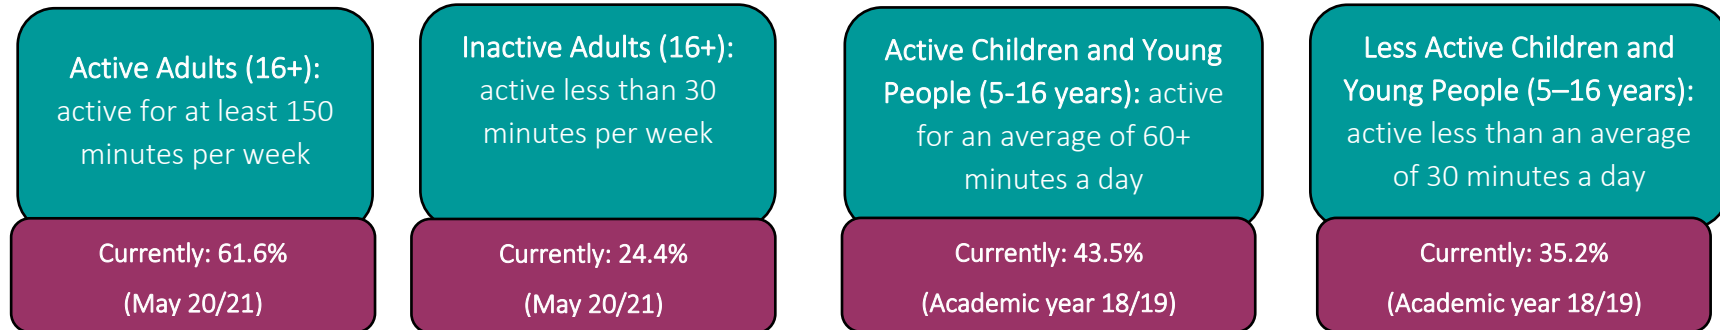 Active Adults (16+):
active for at least 150
minutes per week
Currently: 61.6%
(May 20/21)
Inactive Adults (16+):
active less than 30
minutes per week
Currently: 24.4%
(May 20/21)
Active Children and Young
People (5-16 years): active
for an average of 60+
minutes a day
Currently: 43.5%
(Academic year 18/19)
Less Active Children and
Young People (5–16 years):
active less than an average
of 30 minutes a day
Currently: 35.2%
(Academic year 18/19)